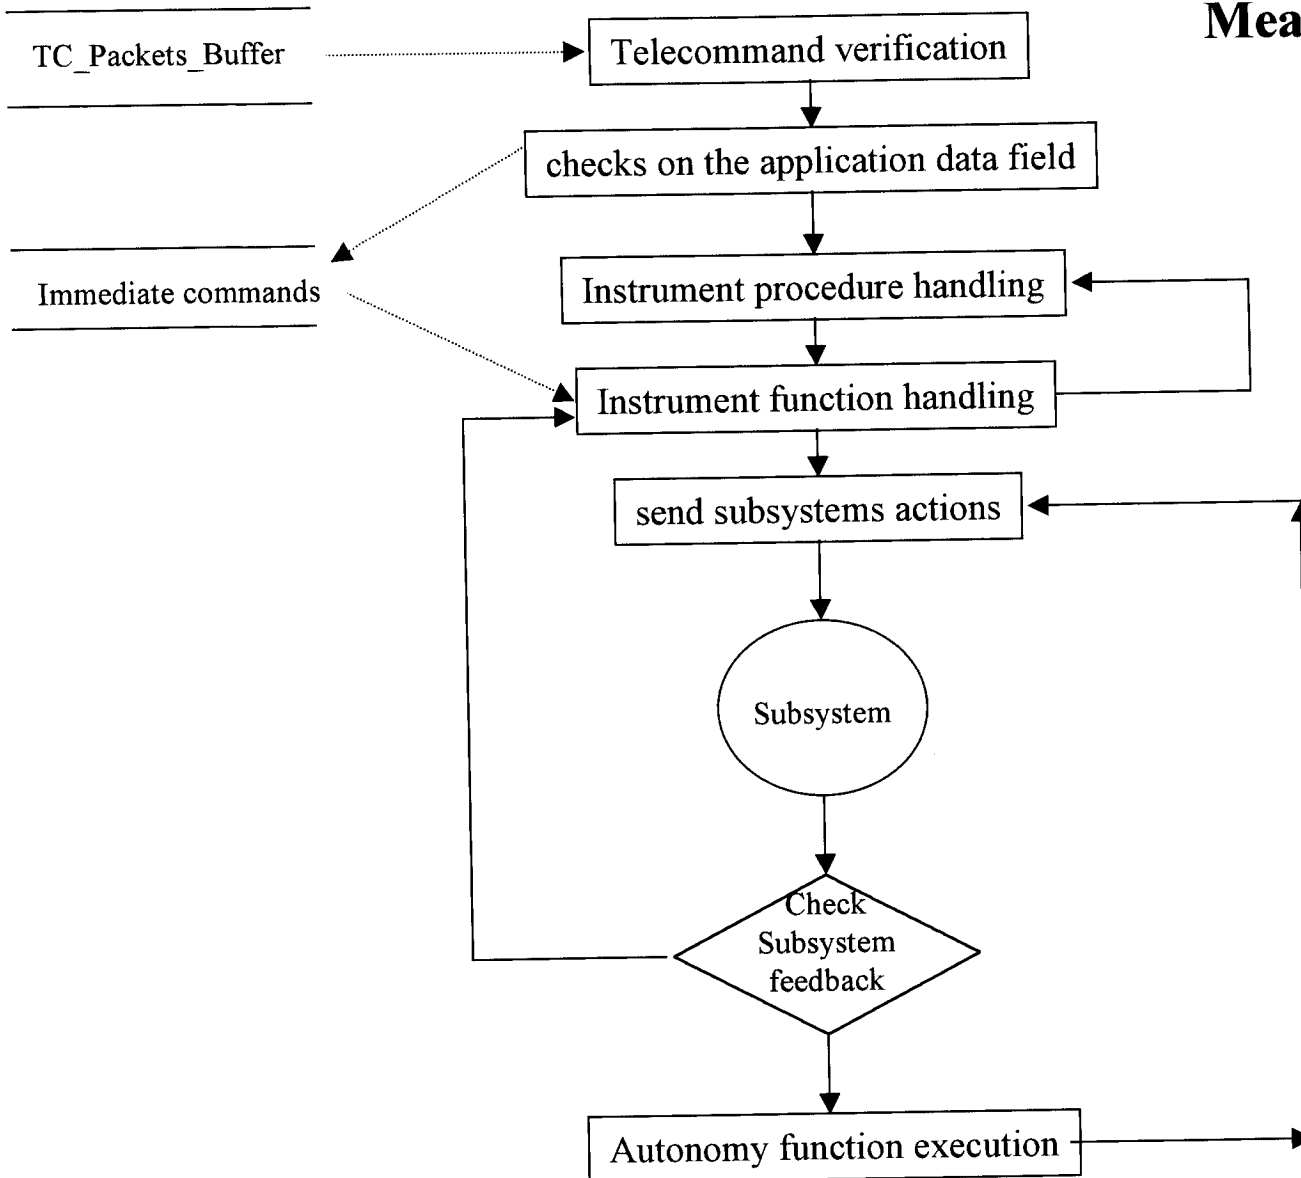 Mea
TC_Packets_Buffer
Telecommand verification
checks on the application data field
Immediate commands
Instrument procedure handling
Instrument function handling
send subsystems actions
Subsystem
Check
Subsystem
feedback
Autonomy function execution